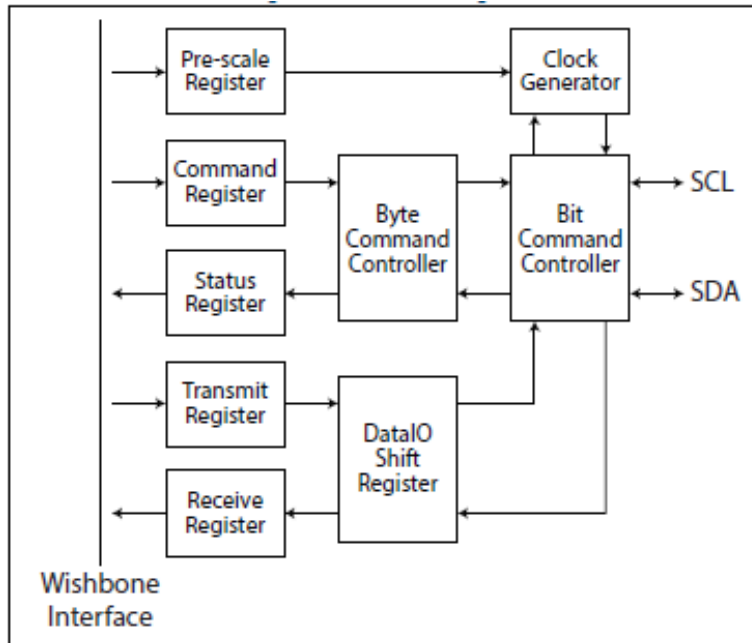 Pre-scale
Register
Clock
Generator
Command
Register
Byte
Command
Controller
Bit
Command
Controller
SCL
Status
Register
SDA
Transmit
Register
DataIO
Shift
Register
Receive
Register
Wishbone
Interface